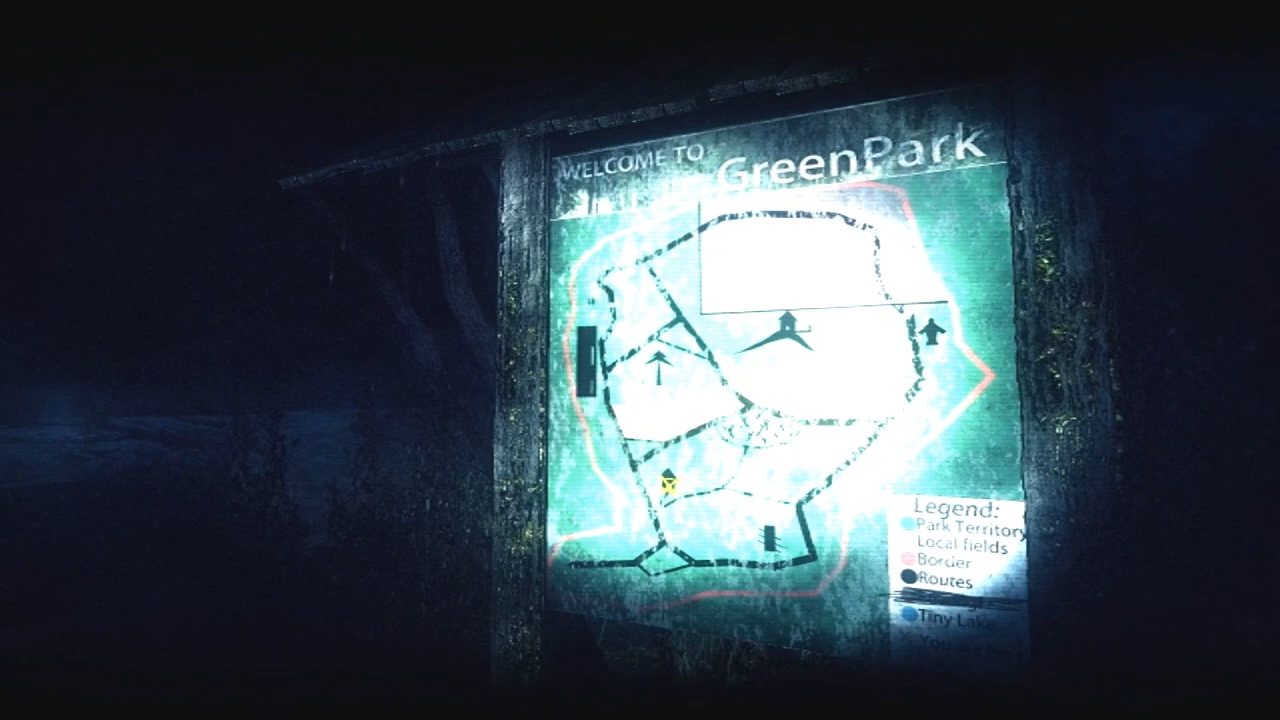 WELCOME TO
GreenPark
Legend:
Park Territory
Local fields
Border
Routes
Tiny Lake